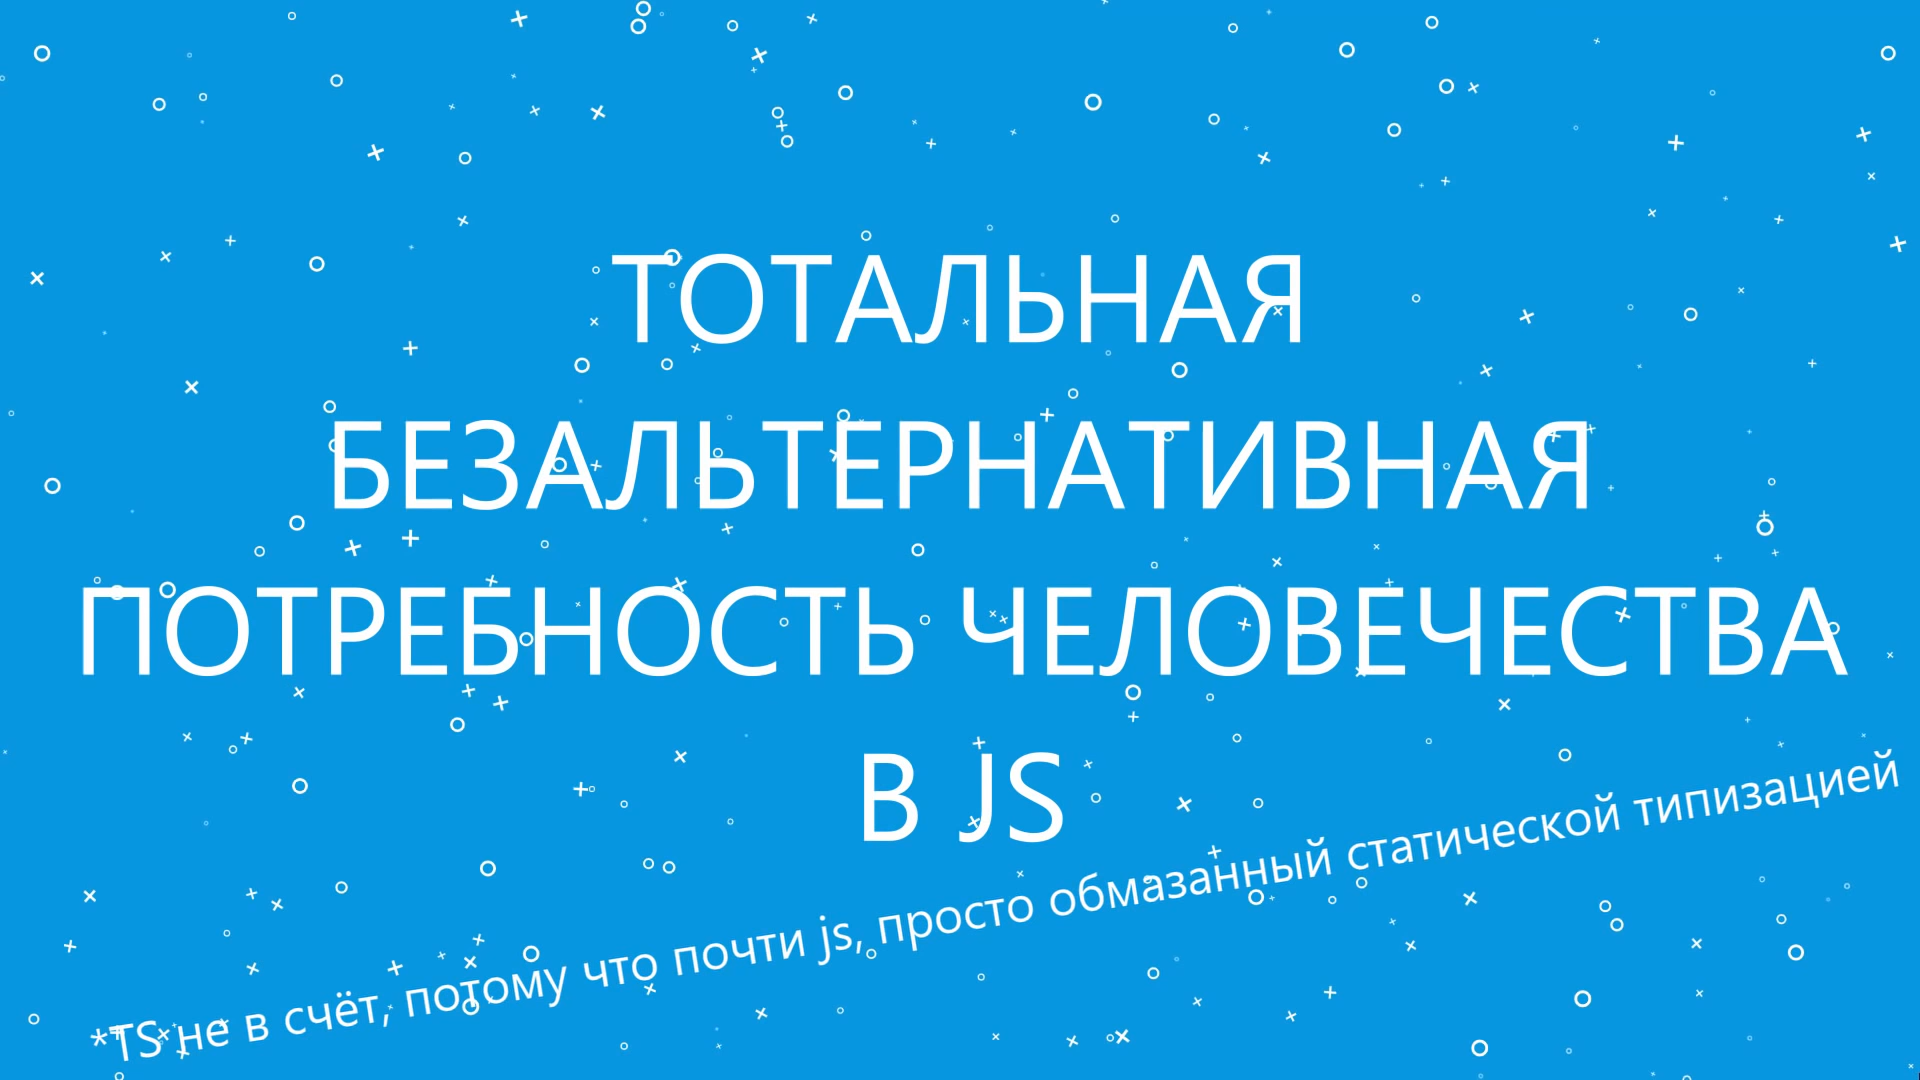 ТОТАЛЬНАЯ
БЕЗАЛЬТЕРНАТИВНАЯ
ПОТРЕБНОСТЬ ЧЕЛОВЕЧЕСТВА
В JS
*TS не в счёт, потому что почти js, просто обмазанный статической типизацией